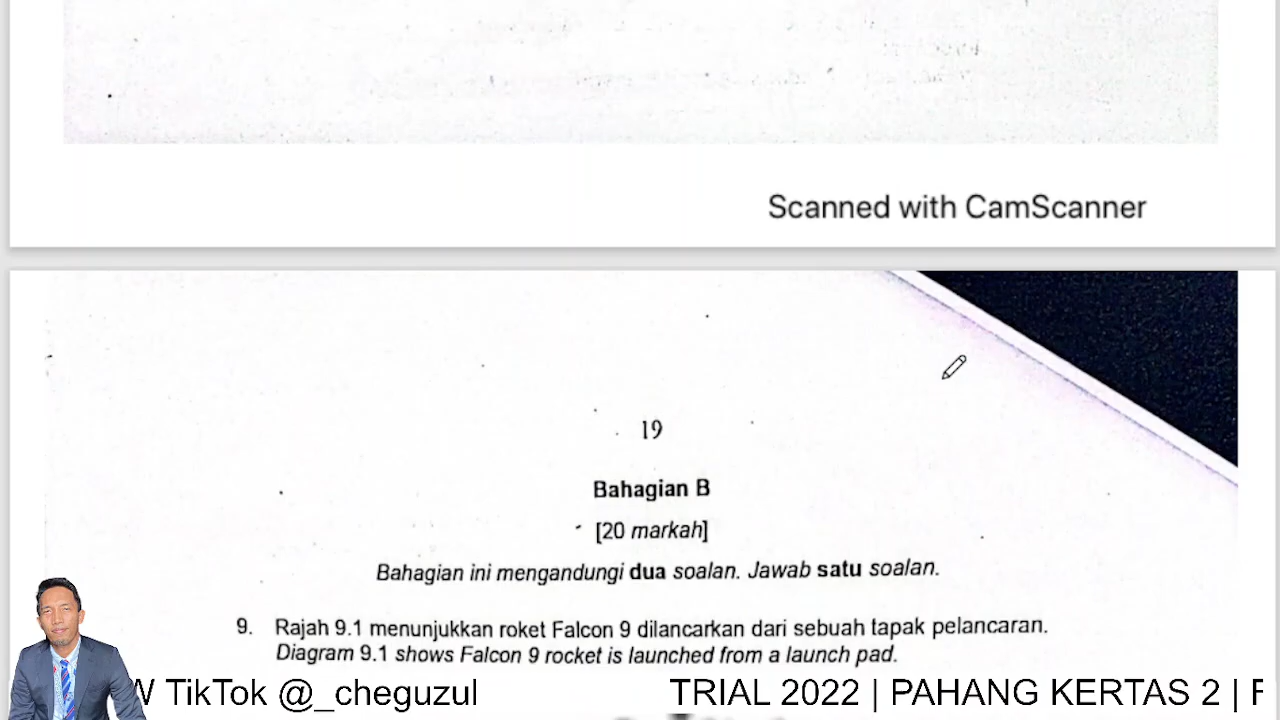 Scanned with CamScanner
19
Bahagian B
[20 markah]
Bahagian ini mengandungi dua soalan. Jawab satu soalan.
9. Rajah 9.1 menunjukkan roket Falcon 9 dilancarkan dari sebuah tapak pelancaran.
Diagram 9.1 shows Falcon 9 rocket is launched from a launch pad.
TikTok @_cheguzul TRIAL 2022 | PAHANG KERTAS 2 |